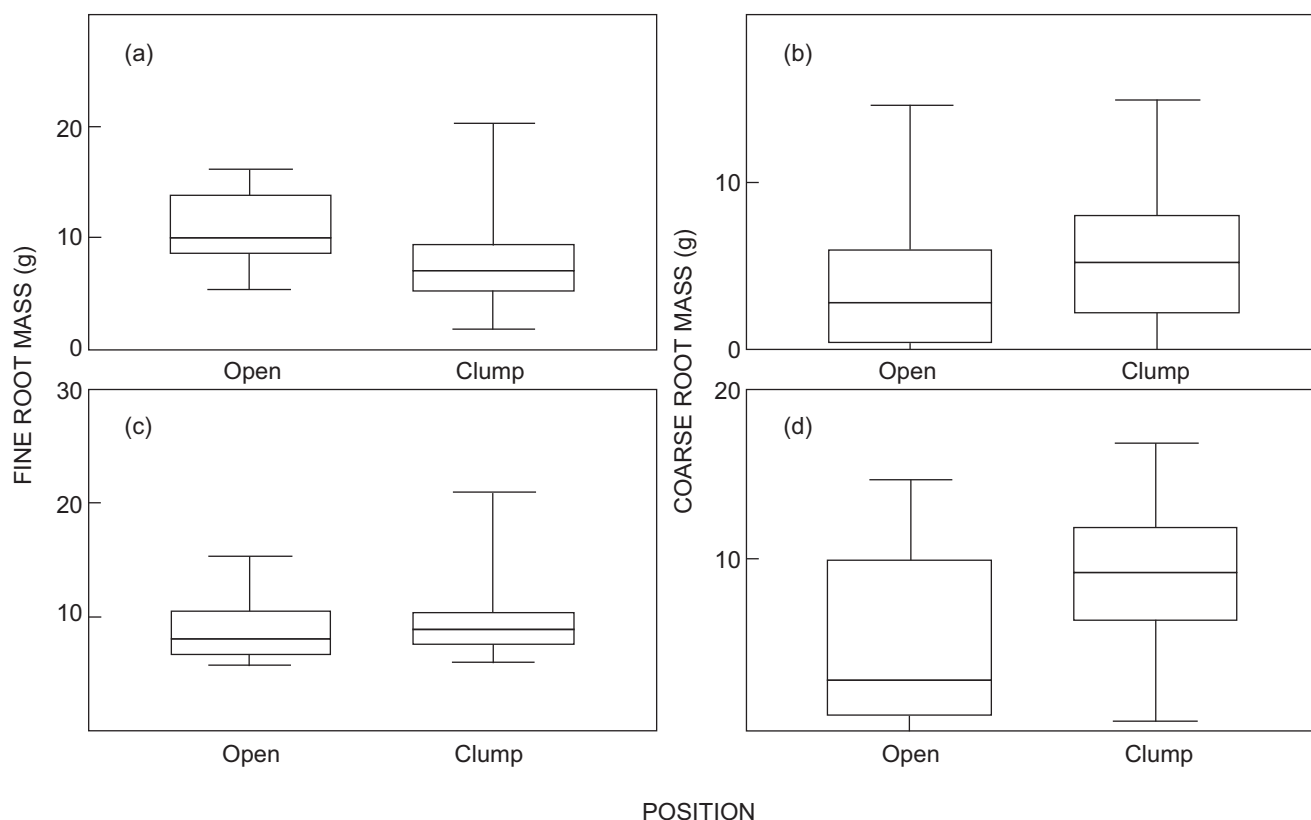 (a)
(b)
20
10
0
10
0
Open
Clump
Open
Clump
FINE ROOT MASS (g)
COARSE ROOT MASS (g)
30
(c)
20
10
20
(d)
10
Open
Clump
Open
Clump
POSITION